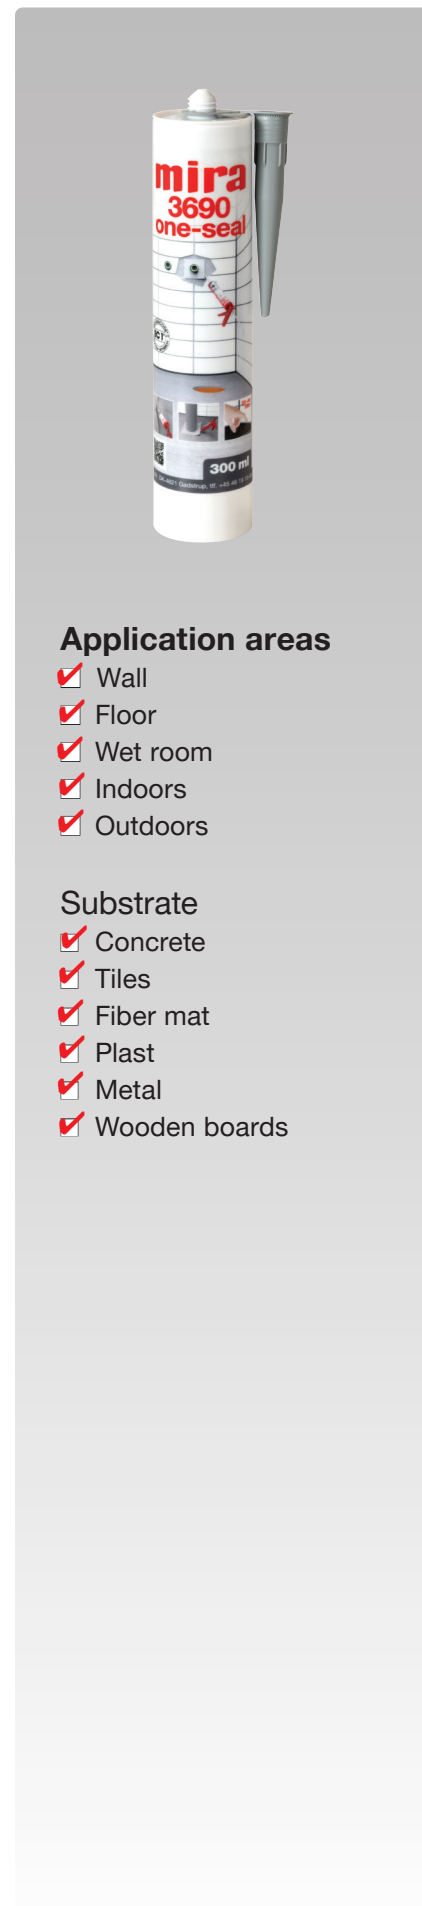 mira
3690
one-seal
300 ml
Application areas
Wall
Floor
Wet room
Indoors
Outdoors
Substrate
Concrete
Tiles
Fiber mat
Plast
Metal
Wooden boards